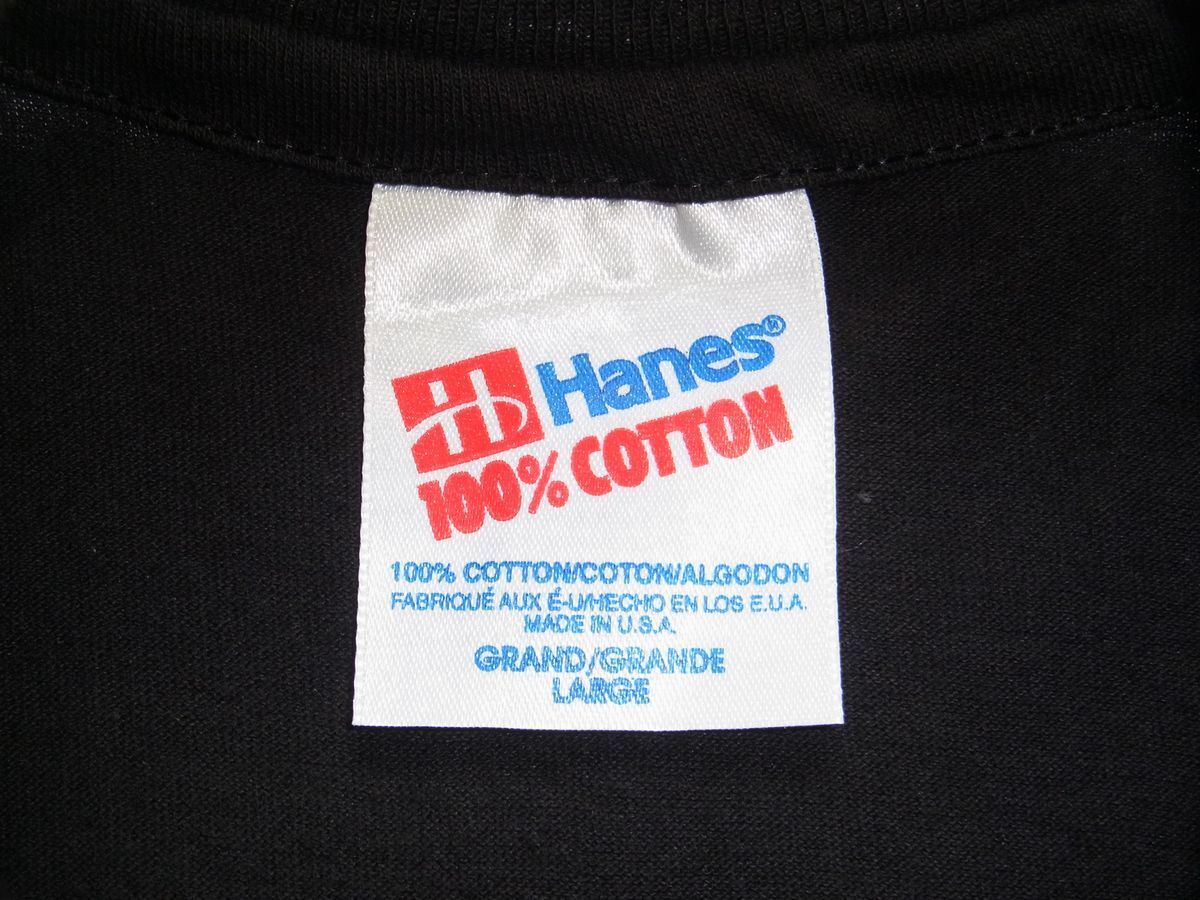 Hanes®
100% COTTON
100% COTTON/COTON/ALGODON
FABRIQUÉ AUX É-U/HECHO EN LOS E.U.A.
MADE IN U.S.A.
GRAND/GRANDE
LARGE